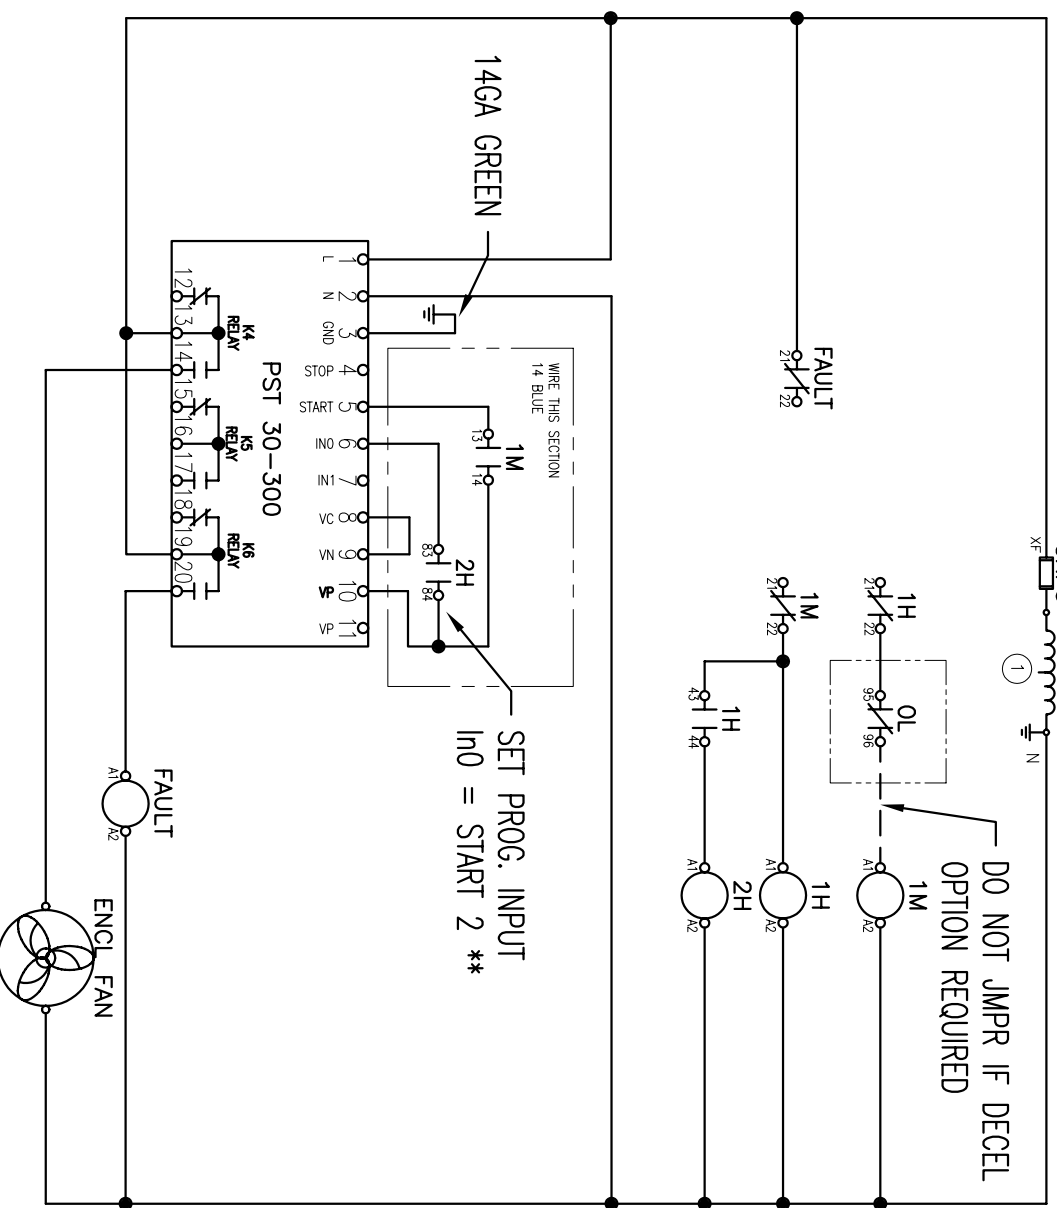 XF
1
N
DO NOT JMPR IF DECEL
OPTION REQUIRED
1H
21 22
OL
95 96
1M
A1 A2
FAULT
21 22
1M
21 22
1H
A1 A2
1H
43 44
2H
A1 A2
WIRE THIS SECTION
14 BLUE
14GA GREEN
1M
13 14
2H
83 84
SET PROG. INPUT
In0 = START 2 **
1 2 3 4 5 6 7 8 9 10 11
L N GND STOP START IN0 IN1 VC VN VP VP
PST 30-300
K4
RELAY
K5
RELAY
K6
RELAY
12 13 14 15 16 17 18 19 20
FAULT
A1 A2
ENCL FAN